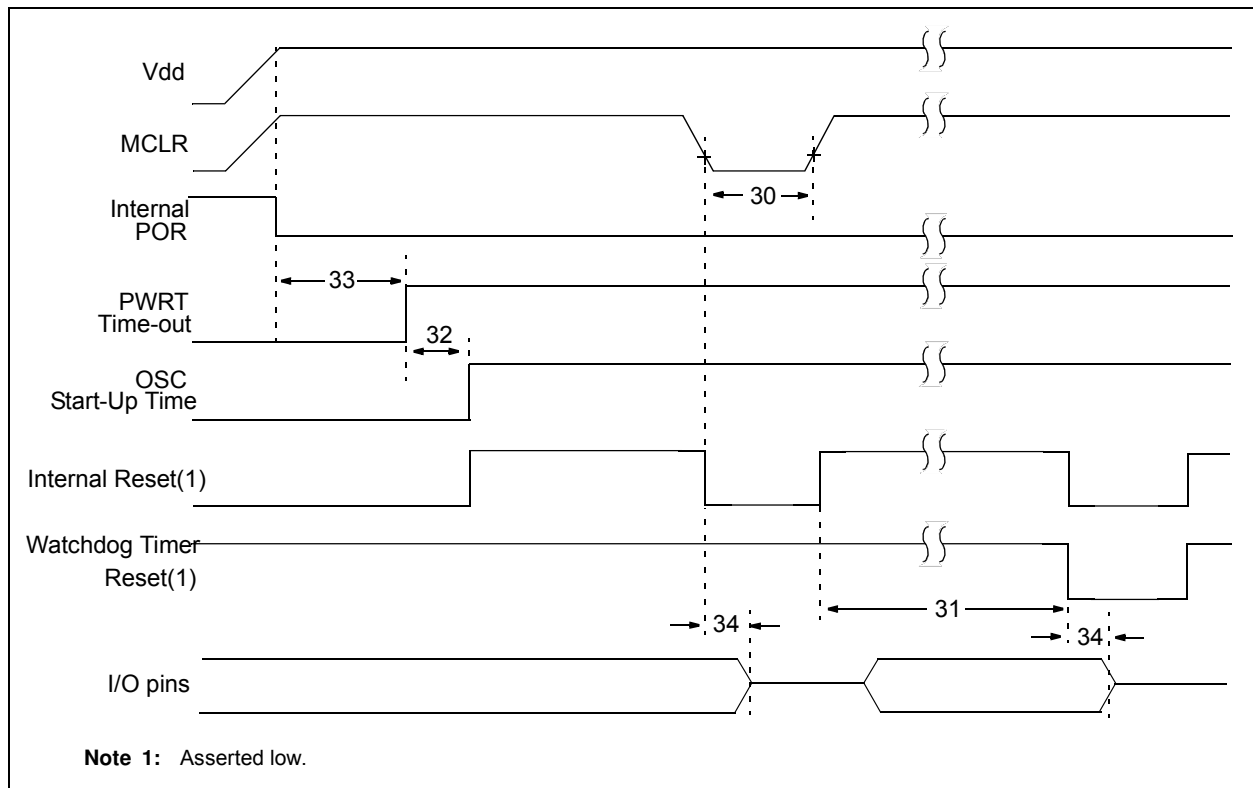 Vdd
MCLR
30
Internal
POR
33
PWRT
Time-out
32
OSC
Start-Up Time
Internal Reset(1)
Watchdog Timer
Reset(1)
31
34
34
I/O pins
Note 1: Asserted low.